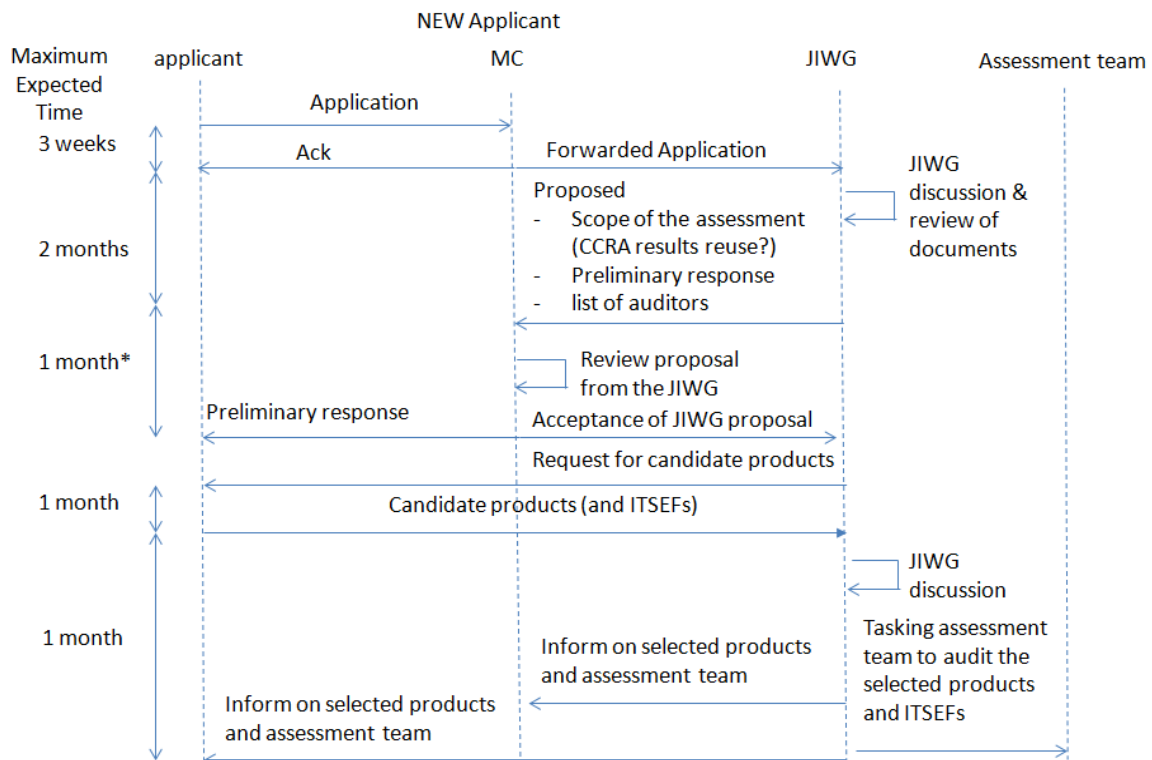 NEW Applicant
Maximum
Expected
Time
applicant
MC
JIWG
Assessment team
Application
3 weeks
Ack
Forwarded Application
JIWG
discussion &
review of
documents
Proposed
- Scope of the assessment
(CCRA results reuse?)
- Preliminary response
- list of auditors
2 months
1 month*
Review proposal
from the JIWG
Preliminary response
Acceptance of JIWG proposal
Request for candidate products
1 month
Candidate products (and ITSEFs)
JIWG
discussion
1 month
Tasking assessment
team to audit the
selected products
and ITSEFs
Inform on selected products
and assessment team
Inform on selected products
and assessment team